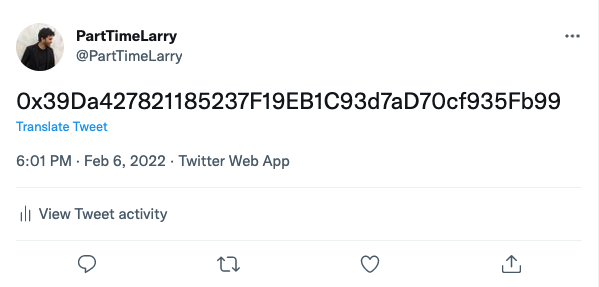 PartTimeLarry
@PartTimeLarry
0x39Da427821185237F19EB1C93d7aD70cf935Fb99
Translate Tweet
6:01 PM · Feb 6, 2022 · Twitter Web App
View Tweet activity